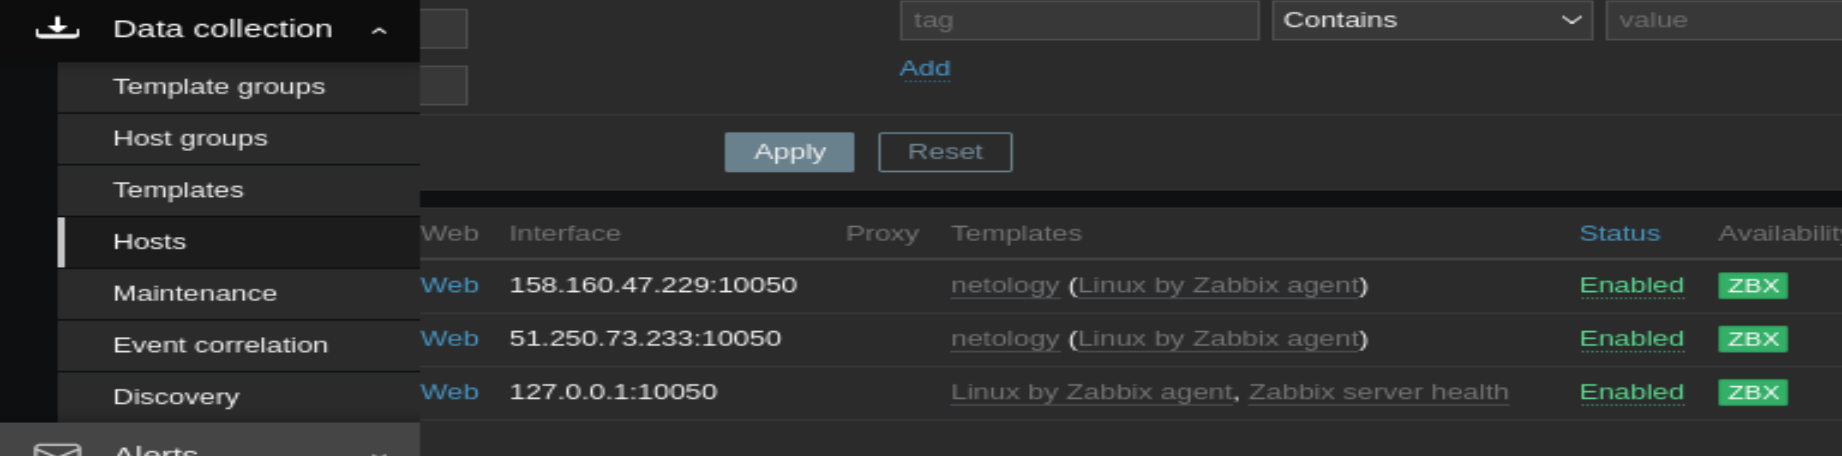 Data collection
Template groups
Host groups
Templates
Hosts
Maintenance
Event correlation
Discovery
Alerts
tag Contains value
Add
Apply Reset
Web Interface Proxy Templates Status Availabilit
Web 158.160.47.229:10050 netology (Linux by Zabbix agent) Enabled ZBX
Web 51.250.73.233:10050 netology (Linux by Zabbix agent) Enabled ZBX
Web 127.0.0.1:10050 Linux by Zabbix agent, Zabbix server health Enabled ZBX